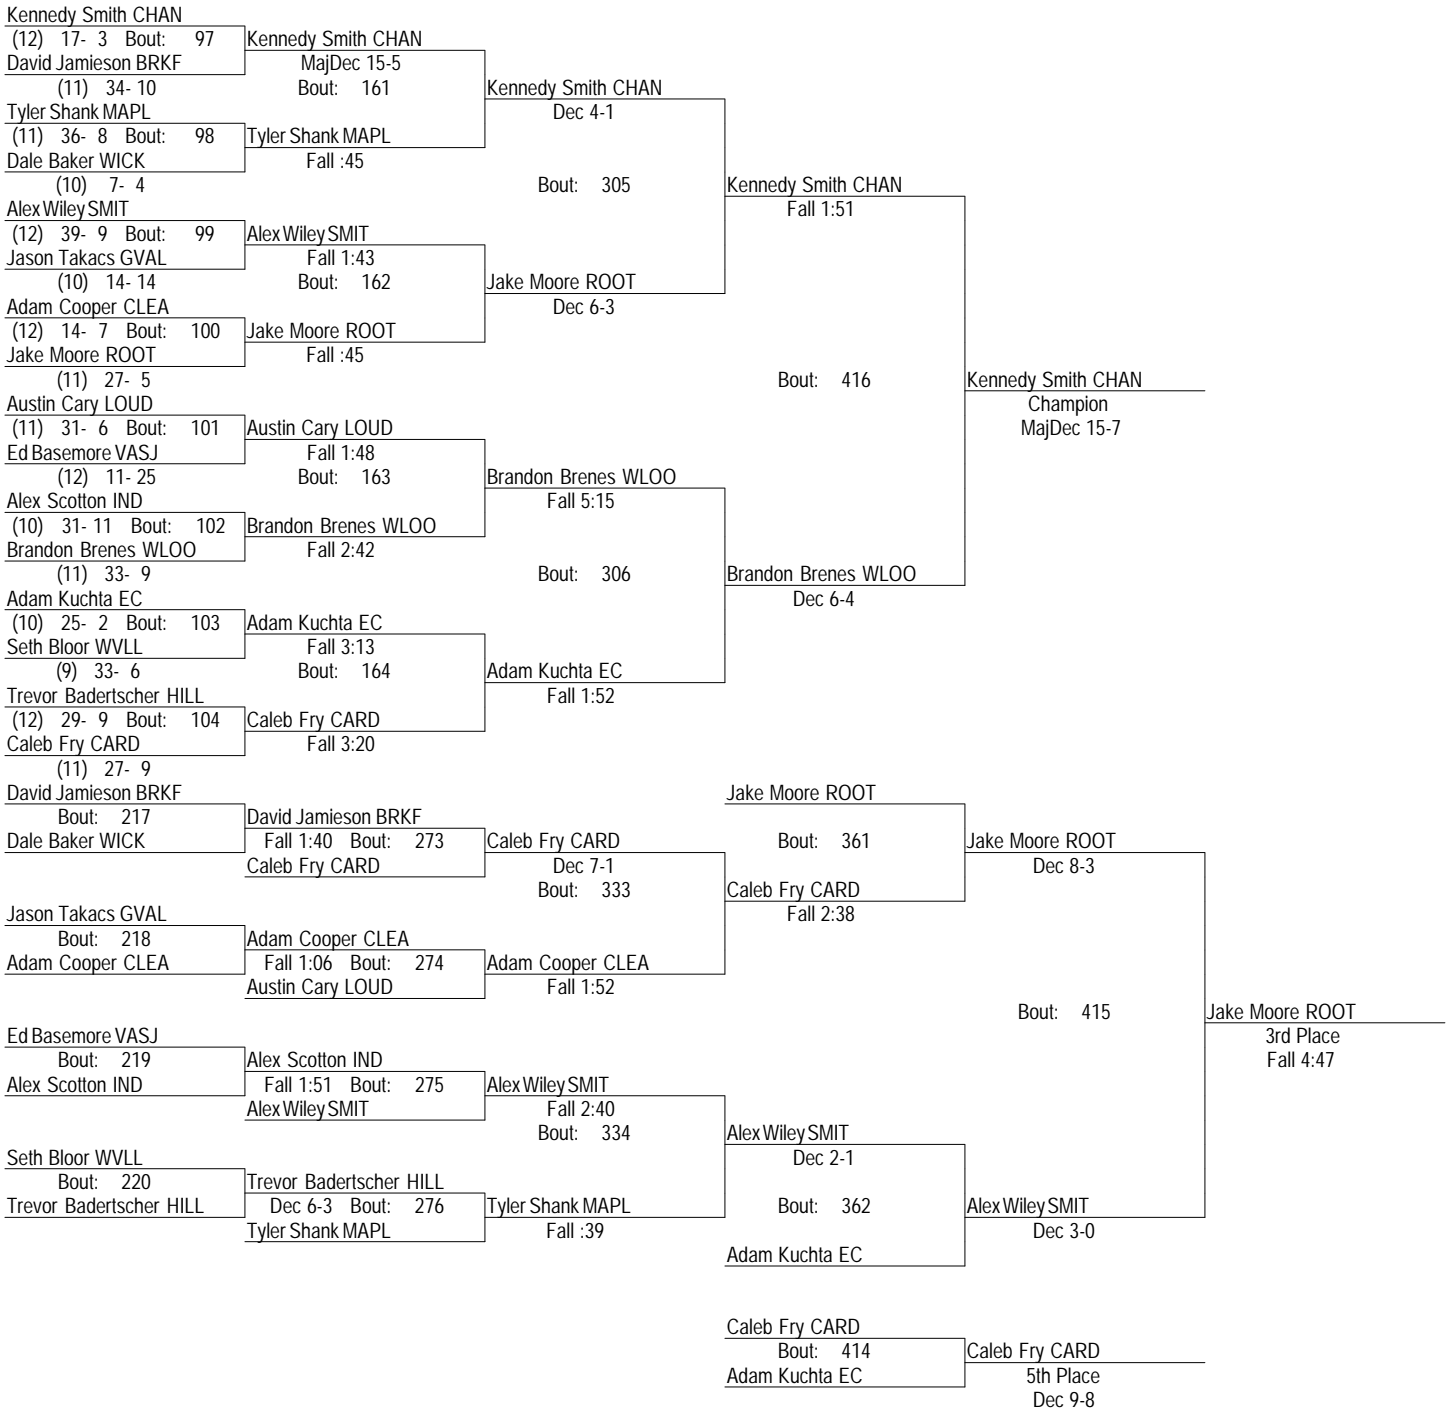 Kennedy Smith CHAN
(12) 17- 3 Bout: 97 Kennedy Smith CHAN
David Jamieson BRKF MajDec 15-5
(11) 34- 10 Bout: 161 Kennedy Smith CHAN
Tyler Shank MAPL Dec 4-1
(11) 36- 8 Bout: 98 Tyler Shank MAPL
Dale Baker WICK Fall :45
(10) 7- 4 Bout: 305 Kennedy Smith CHAN
Alex Wiley SMIT Fall 1:51
(12) 39- 9 Bout: 99 Alex Wiley SMIT
Jason Takacs GVAL Fall 1:43
(10) 14- 14 Bout: 162 Jake Moore ROOT
Adam Cooper CLEA Dec 6-3
(12) 14- 7 Bout: 100 Jake Moore ROOT
Jake Moore ROOT Fall :45
(11) 27- 5 Bout: 416 Kennedy Smith CHAN
Austin Cary LOUD Champion
(11) 31- 6 Bout: 101 Austin Cary LOUD MajDec 15-7
Ed Basemore VASJ Fall 1:48
(12) 11- 25 Bout: 163 Brandon Brenes WLOO
Alex Scotton IND Fall 5:15
(10) 31- 11 Bout: 102 Brandon Brenes WLOO
Brandon Brenes WLOO Fall 2:42
(11) 33- 9 Bout: 306 Brandon Brenes WLOO
Adam Kuchta EC Dec 6-4
(10) 25- 2 Bout: 103 Adam Kuchta EC
Seth Bloor WVLL Fall 3:13
(9) 33- 6 Bout: 164 Adam Kuchta EC
Trevor Badertscher HILL Fall 1:52
(12) 29- 9 Bout: 104 Caleb Fry CARD
Caleb Fry CARD Fall 3:20
(11) 27- 9
David Jamieson BRKF Jake Moore ROOT
Bout: 217 David Jamieson BRKF
Dale Baker WICK Fall 1:40 Bout: 273 Caleb Fry CARD Bout: 361 Jake Moore ROOT
Caleb Fry CARD Dec 7-1 Dec 8-3
Bout: 333 Caleb Fry CARD
Jason Takacs GVAL Fall 2:38
Bout: 218 Adam Cooper CLEA
Adam Cooper CLEA Fall 1:06 Bout: 274 Adam Cooper CLEA
Austin Cary LOUD Fall 1:52
Bout: 415 Jake Moore ROOT
Ed Basemore VASJ 3rd Place
Bout: 219 Alex Scotton IND Fall 4:47
Alex Scotton IND Fall 1:51 Bout: 275 Alex Wiley SMIT
Alex Wiley SMIT Fall 2:40
Bout: 334 Alex Wiley SMIT
Seth Bloor WVLL Dec 2-1
Bout: 220 Trevor Badertscher HILL
Trevor Badertscher HILL Dec 6-3 Bout: 276 Tyler Shank MAPL Bout: 362 Alex Wiley SMIT
Tyler Shank MAPL Fall :39 Dec 3-0
Adam Kuchta EC
Caleb Fry CARD
Bout: 414 Caleb Fry CARD
Adam Kuchta EC 5th Place
Dec 9-8